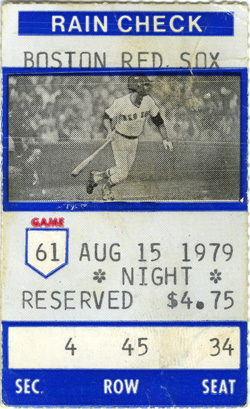 RAIN CHECK
BOSTON RED SOX
RED SOX
GAME
61 AUG 15 1979
* NIGHT *
RESERVED $4.75
4 45 34
SEC. ROW SEAT